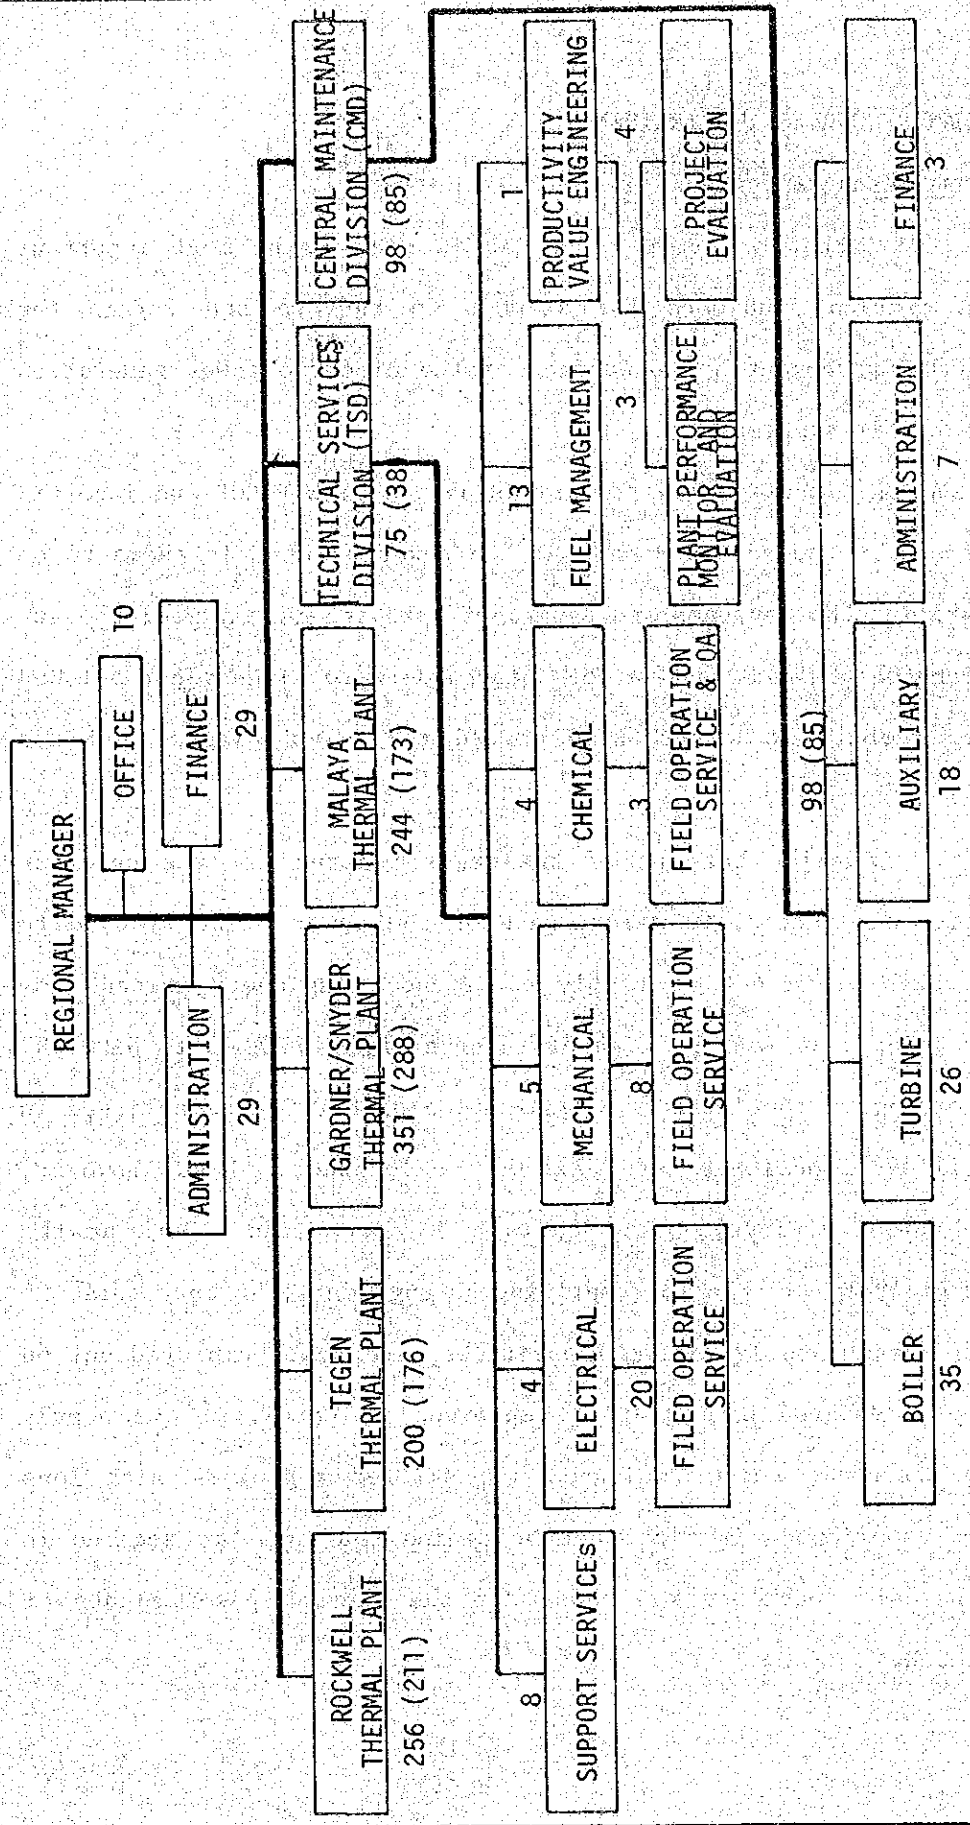 REGIONAL MANAGER
OFFICE TO
ADMINISTRATION
29
FINANCE
29
ROCKWELL
THERMAL PLANT
256 (211)
TEGEN
THERMAL PLANT
200 (176)
GARDNER/SNYDER
THERMAL PLANT
351 (288)
MALAYA
THERMAL PLANT
244 (173)
TECHNICAL SERVICES
DIVISION (TSD)
75 (38)
CENTRAL MAINTENANCE
DIVISION (CMD)
98 (85)
8
SUPPORT SERVICEs
4
ELECTRICAL
20
FILED OPERATION
SERVICE
5
MECHANICAL
8
FIELD OPERATION
SERVICE
4
CHEMICAL
3
FIELD OPERATION
SERVICE & QA
13
FUEL MANAGEMENT
1
PRODUCTIVITY
VALUE ENGINEERING
3
PLANT PERFORMANCE
MONITOR AND
EVALUATION
4
PROJECT
EVALUATION
98 (85)
BOILER
35
TURBINE
26
AUXILIARY
18
ADMINISTRATION
7
FINANCE
3